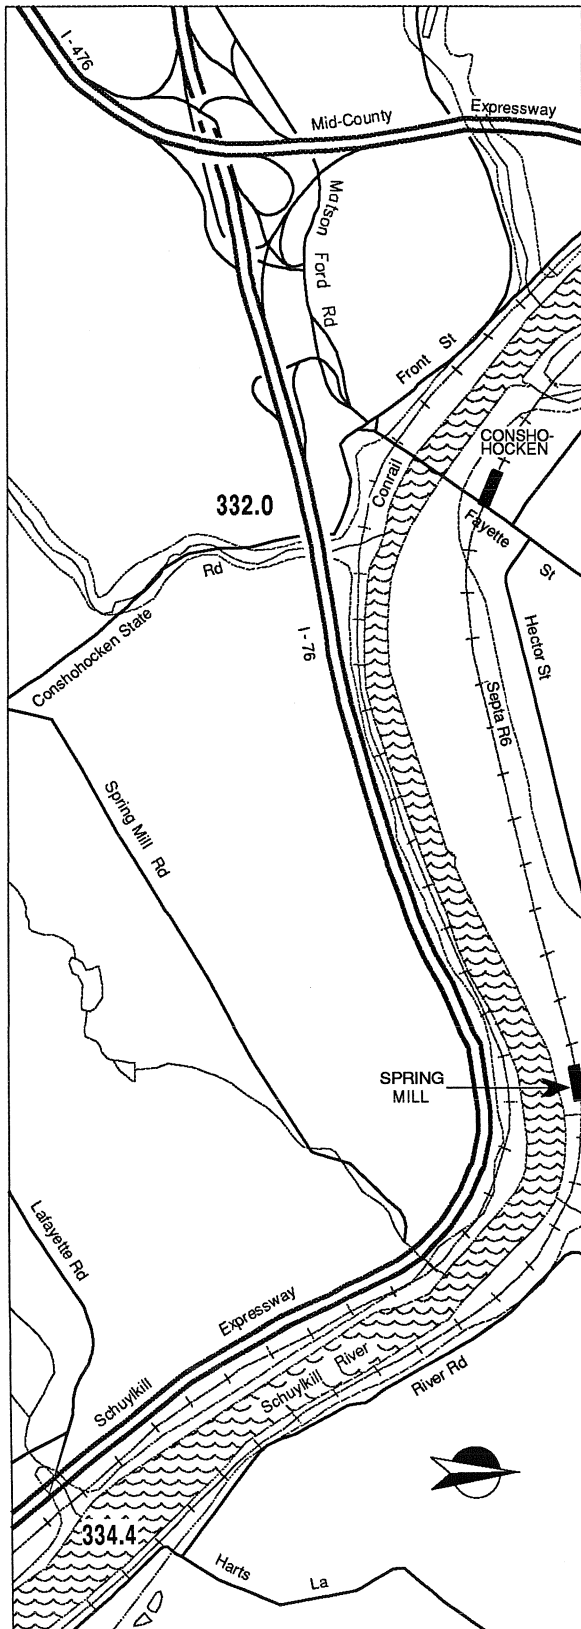 I-476
Mid-County
Expressway
Matson Ford Rd
Front St
CONSHO-
HOCKEN
Conrail
332.0
Fayette St
Rd
Conshohocken State
I-76
Hector St
Septa R6
Spring Mill Rd
SPRING
MILL
Lafayette Rd
Expressway
Schuylkill
Schuylkill River
River Rd
334.4
Harts La